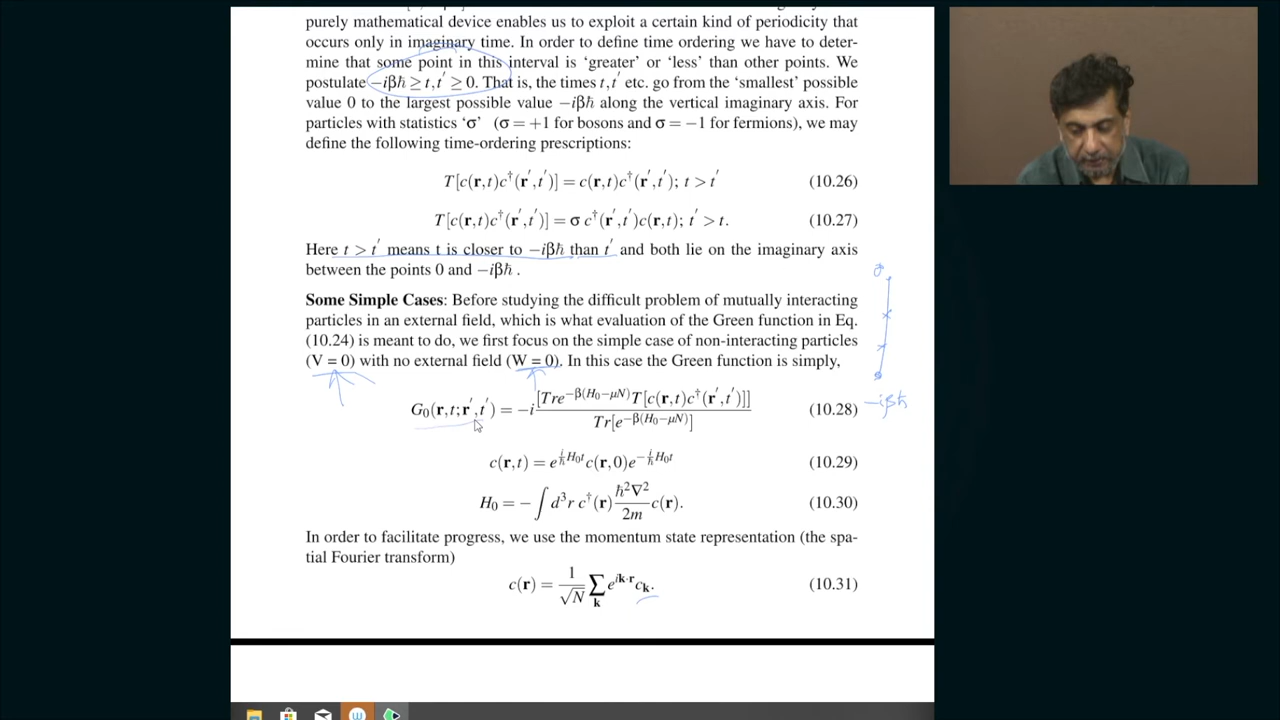 purely mathematical device enables us to exploit a certain kind of periodicity that
occurs only in imaginary time. In order to define time ordering we have to deter-
mine that some point in this interval is ‘greater’ or ‘less’ than other points. We
postulate −iβℏ ≥ t,t′ ≥ 0. That is, the times t,t′ etc. go from the ‘smallest’ possible
value 0 to the largest possible value −iβℏ along the vertical imaginary axis. For
particles with statistics ‘σ’ (σ = +1 for bosons and σ = −1 for fermions), we may
define the following time-ordering prescriptions:
T[c(r,t)c†(r′,t′)] = c(r,t)c†(r′,t′); t > t′ (10.26)
T[c(r,t)c†(r′,t′)] = σ c†(r′,t′)c(r,t); t′ > t. (10.27)
Here t > t′ means t is closer to −iβℏ than t′ and both lie on the imaginary axis
between the points 0 and −iβℏ .
Some Simple Cases: Before studying the difficult problem of mutually interacting
particles in an external field, which is what evaluation of the Green function in Eq.
(10.24) is meant to do, we first focus on the simple case of non-interacting particles
(V = 0) with no external field (W = 0). In this case the Green function is simply,
G₀(r,t;r′,t′) = −i [Tre^{−β(H₀−μN)}T[c(r,t)c†(r′,t′)]] / Tr[e^{−β(H₀−μN)}] (10.28)
−iβℏ
c(r,t) = e^{(i/ℏ)H₀t}c(r,0)e^{−(i/ℏ)H₀t} (10.29)
H₀ = −∫ d³r c†(r) ℏ²∇²/2m c(r). (10.30)
In order to facilitate progress, we use the momentum state representation (the spa-
tial Fourier transform)
c(r) = 1/√N ∑_k e^{ik·r}c_k. (10.31)